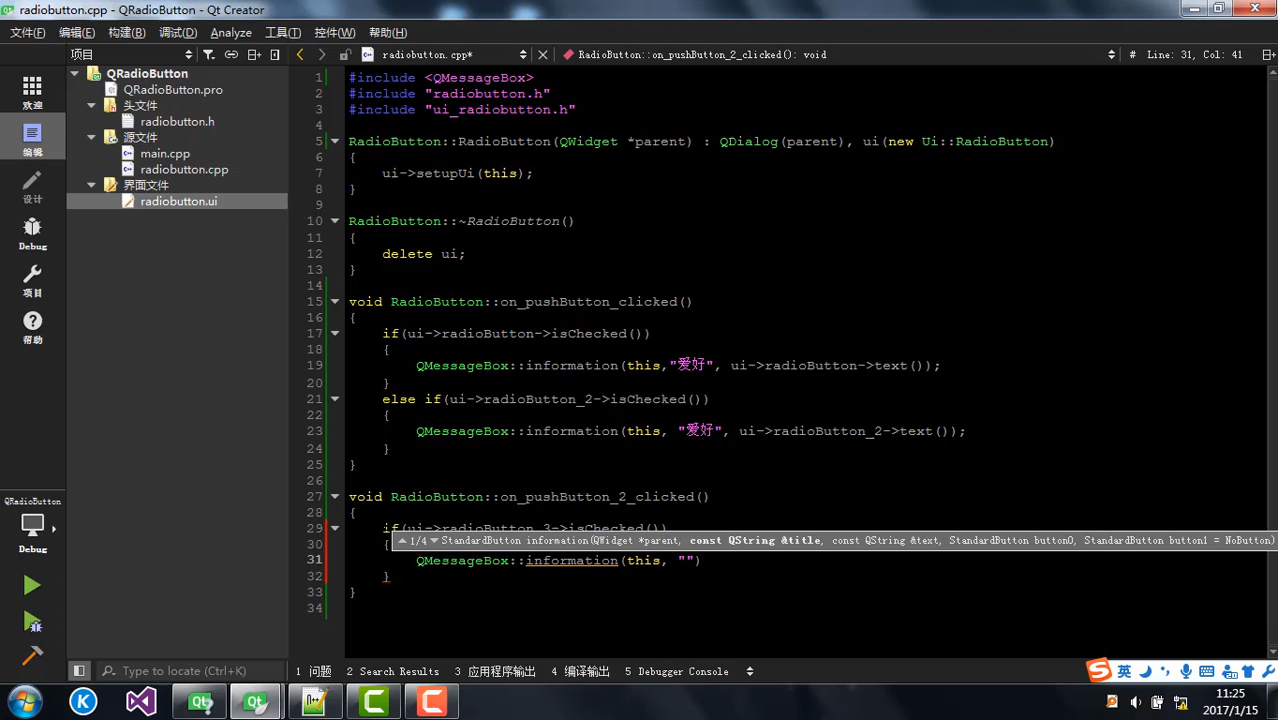 radiobutton.cpp - QRadioButton - Qt Creator
文件(F) 编辑(E) 构建(B) 调试(D) Analyze 工具(T) 控件(W) 帮助(H)
项目
radiobutton.cpp*
RadioButton::on_pushButton_2_clicked(): void
# Line: 31, Col: 41
欢迎
编辑
设计
Debug
项目
帮助
QRadioButton
QRadioButton.pro
头文件
radiobutton.h
源文件
main.cpp
radiobutton.cpp
界面文件
radiobutton.ui
1 #include <QMessageBox>
2 #include "radiobutton.h"
3 #include "ui_radiobutton.h"
4
5 RadioButton::RadioButton(QWidget *parent) : QDialog(parent), ui(new Ui::RadioButton)
6 {
7 ui->setupUi(this);
8 }
9
10 RadioButton::~RadioButton()
11 {
12 delete ui;
13 }
14
15 void RadioButton::on_pushButton_clicked()
16 {
17 if(ui->radioButton->isChecked())
18 {
19 QMessageBox::information(this,"爱好", ui->radioButton->text());
20 }
21 else if(ui->radioButton_2->isChecked())
22 {
23 QMessageBox::information(this, "爱好", ui->radioButton_2->text());
24 }
25 }
26
27 void RadioButton::on_pushButton_2_clicked()
28 {
29 if(ui->radioButton_3->isChecked())
1/4 StandardButton information(QWidget *parent, const QString &title, const QString &text, StandardButton button0, StandardButton button1 = NoButton)
30 {
31 QMessageBox::information(this, "")
32 }
33 }
34
QRadioButton
Debug
Type to locate (Ctrl+K)
1 问题 2 Search Results 3 应用程序输出 4 编译输出 5 Debugger Console
英
11:25
2017/1/15